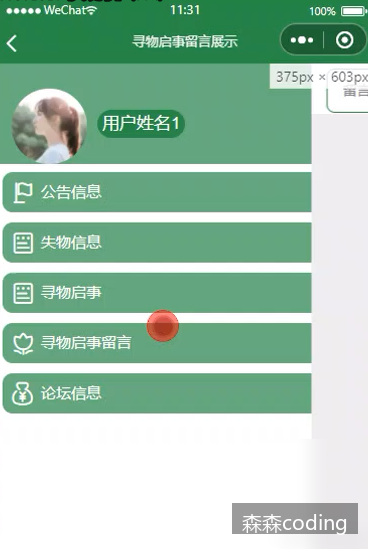 WeChat
11:31
100%
寻物启事留言展示
375px × 603px
用户姓名1
公告信息
失物信息
寻物启事
寻物启事留言
论坛信息
森森coding